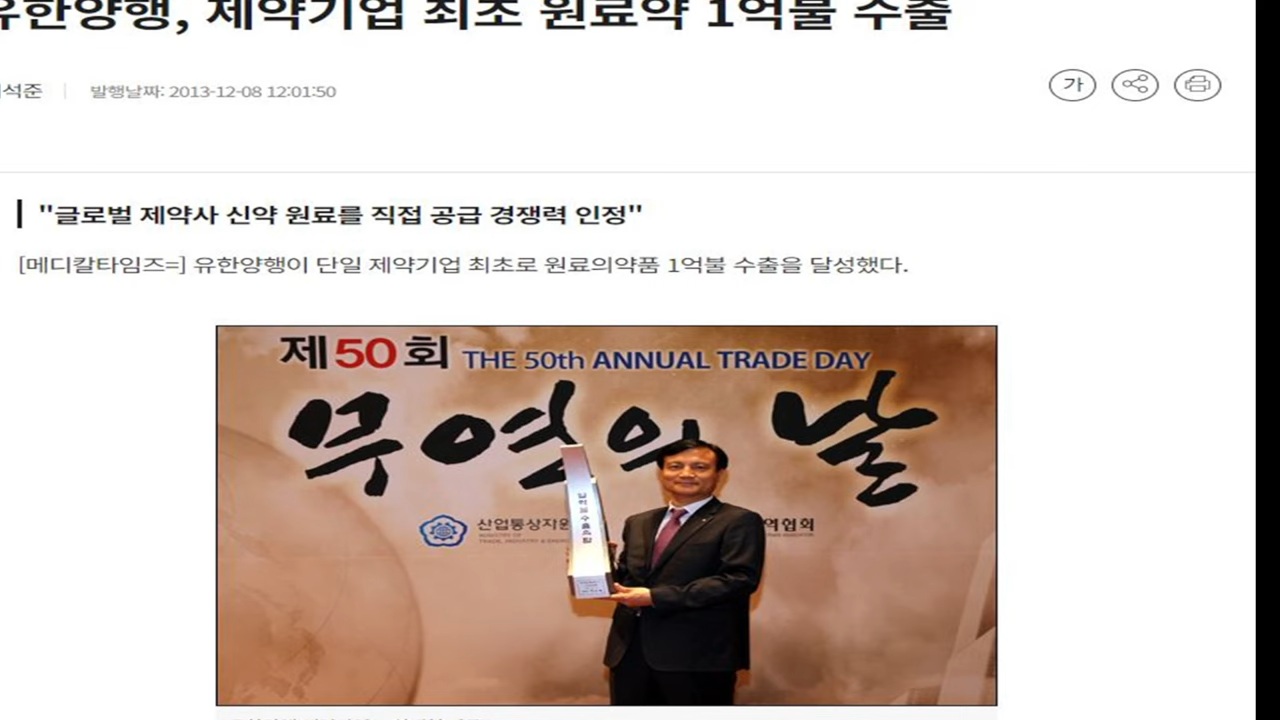 유한양행, 제약기업 최초 원료약 1억불 수출
석준 | 발행날짜: 2013-12-08 12:01:50
가
"글로벌 제약사 신약 원료를 직접 공급 경쟁력 인정"
[메디칼타임즈=] 유한양행이 단일 제약기업 최초로 원료의약품 1억불 수출을 달성했다.
제50회 THE 50th ANNUAL TRADE DAY
무역의 날
산업통상자원 역협회
MINISTRY OF
TRADE, INDUSTRY & ENERGY